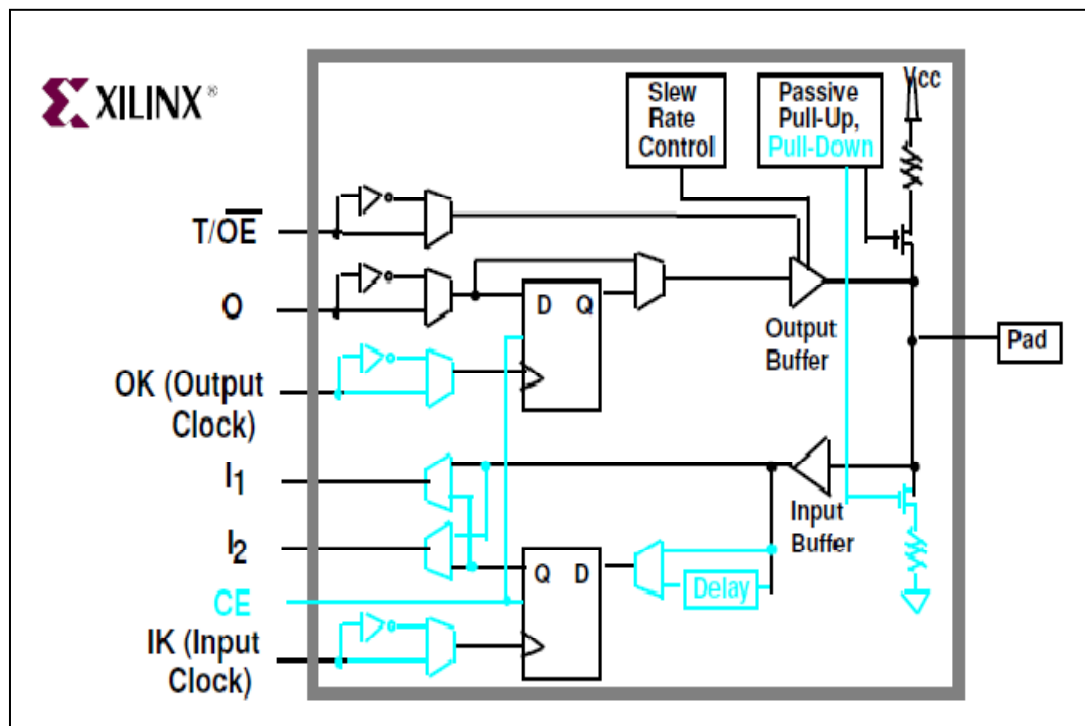 XILINX®
Slew
Rate
Control
Passive
Pull-Up,
Pull-Down
Vcc
T/OE
O
D Q
Output
Buffer
Pad
OK (Output
Clock)
I1
Input
Buffer
I2
Q D
Delay
CE
IK (Input
Clock)